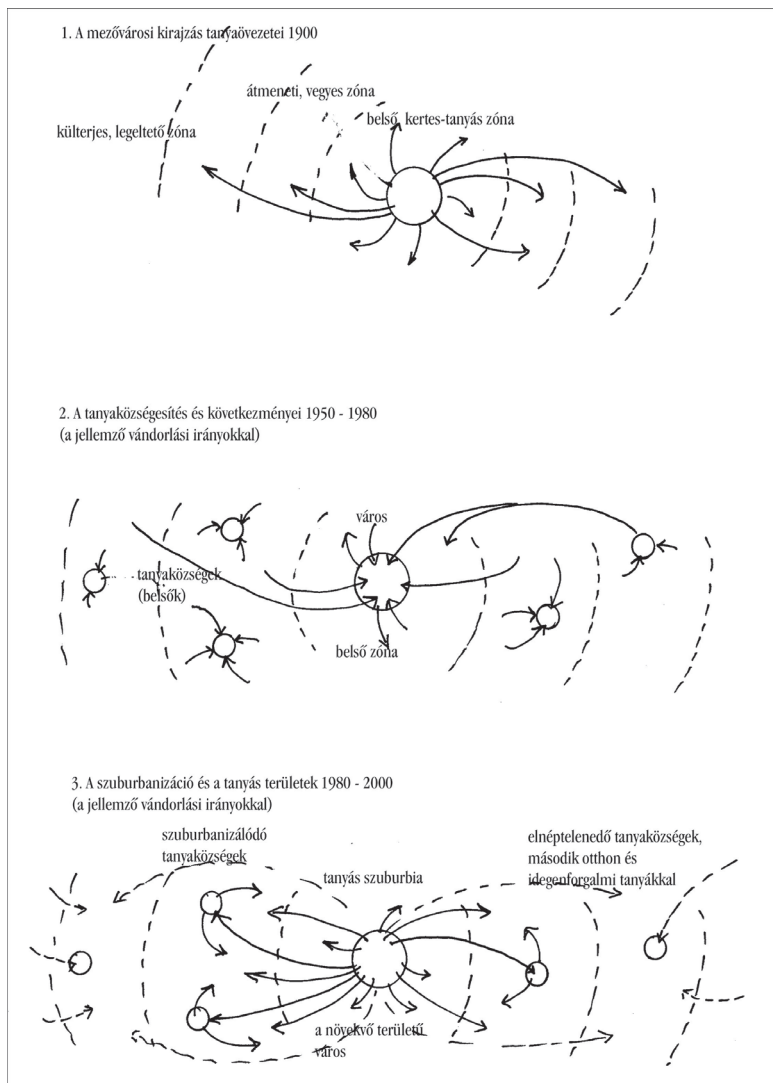 1. A mezővárosi kirajzás tanyaövezetei 1900
átmeneti, vegyes zóna
belső, kertes-tanyás zóna
külterjes, legeltető zóna
2. A tanyaközségesítés és következményei 1950 - 1980
(a jellemző vándorlási irányokkal)
város
tanyaközségek
(belsők)
belső zóna
3. A szuburbanizáció és a tanyás területek 1980 - 2000
(a jellemző vándorlási irányokkal)
szuburbanizálódó
tanyaközségek
elnéptelenedő tanyaközségek,
második otthon és
idegenforgalmi tanyákkal
tanyás szuburbia
a növekvő területű
város